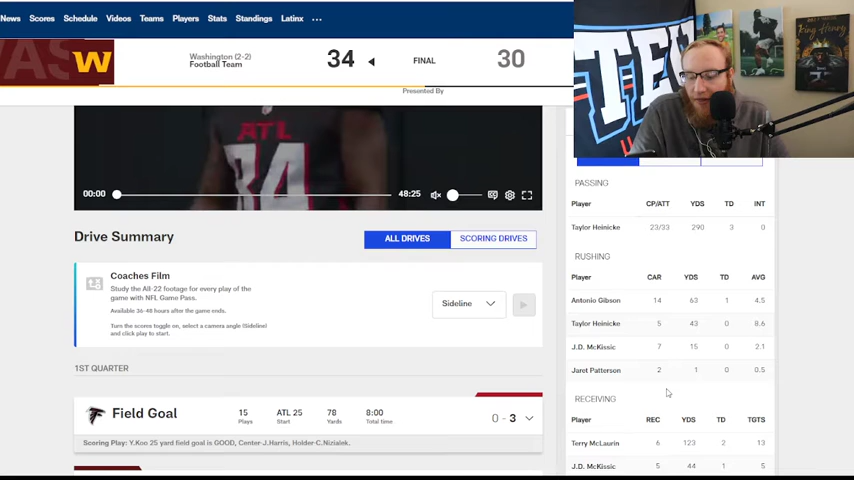 News Scores Schedule Videos Teams Players Stats Standings Latinx
Washington (2-2)
Football Team
34
FINAL
30
Presented By
W
ATL
84
00:00
48:25
Drive Summary
ALL DRIVES
SCORING DRIVES
Coaches Film
Study the All-22 footage for every play of the
game with NFL Game Pass.
Available 36-48 hours after the game ends.
Turn the scores toggle on, select a camera angle (Sideline)
and click play to start.
Sideline
1ST QUARTER
Field Goal
15 ATL 25 78 8:00
Plays Start Yards Total time
0 - 3
Scoring Play: Y.Koo 25 yard field goal is GOOD, Center-J.Harris, Holder-C.Nizialek.
King Henry
PASSING
Player CP/ATT YDS TD INT
Taylor Heinicke 23/33 290 3 0
RUSHING
Player CAR YDS TD AVG
Antonio Gibson 14 63 1 4.5
Taylor Heinicke 5 43 0 8.6
J.D. McKissic 7 15 0 2.1
Jaret Patterson 2 1 0 0.5
RECEIVING
Player REC YDS TD TGTS
Terry McLaurin 6 123 2 13
J.D. McKissic 5 44 1 5